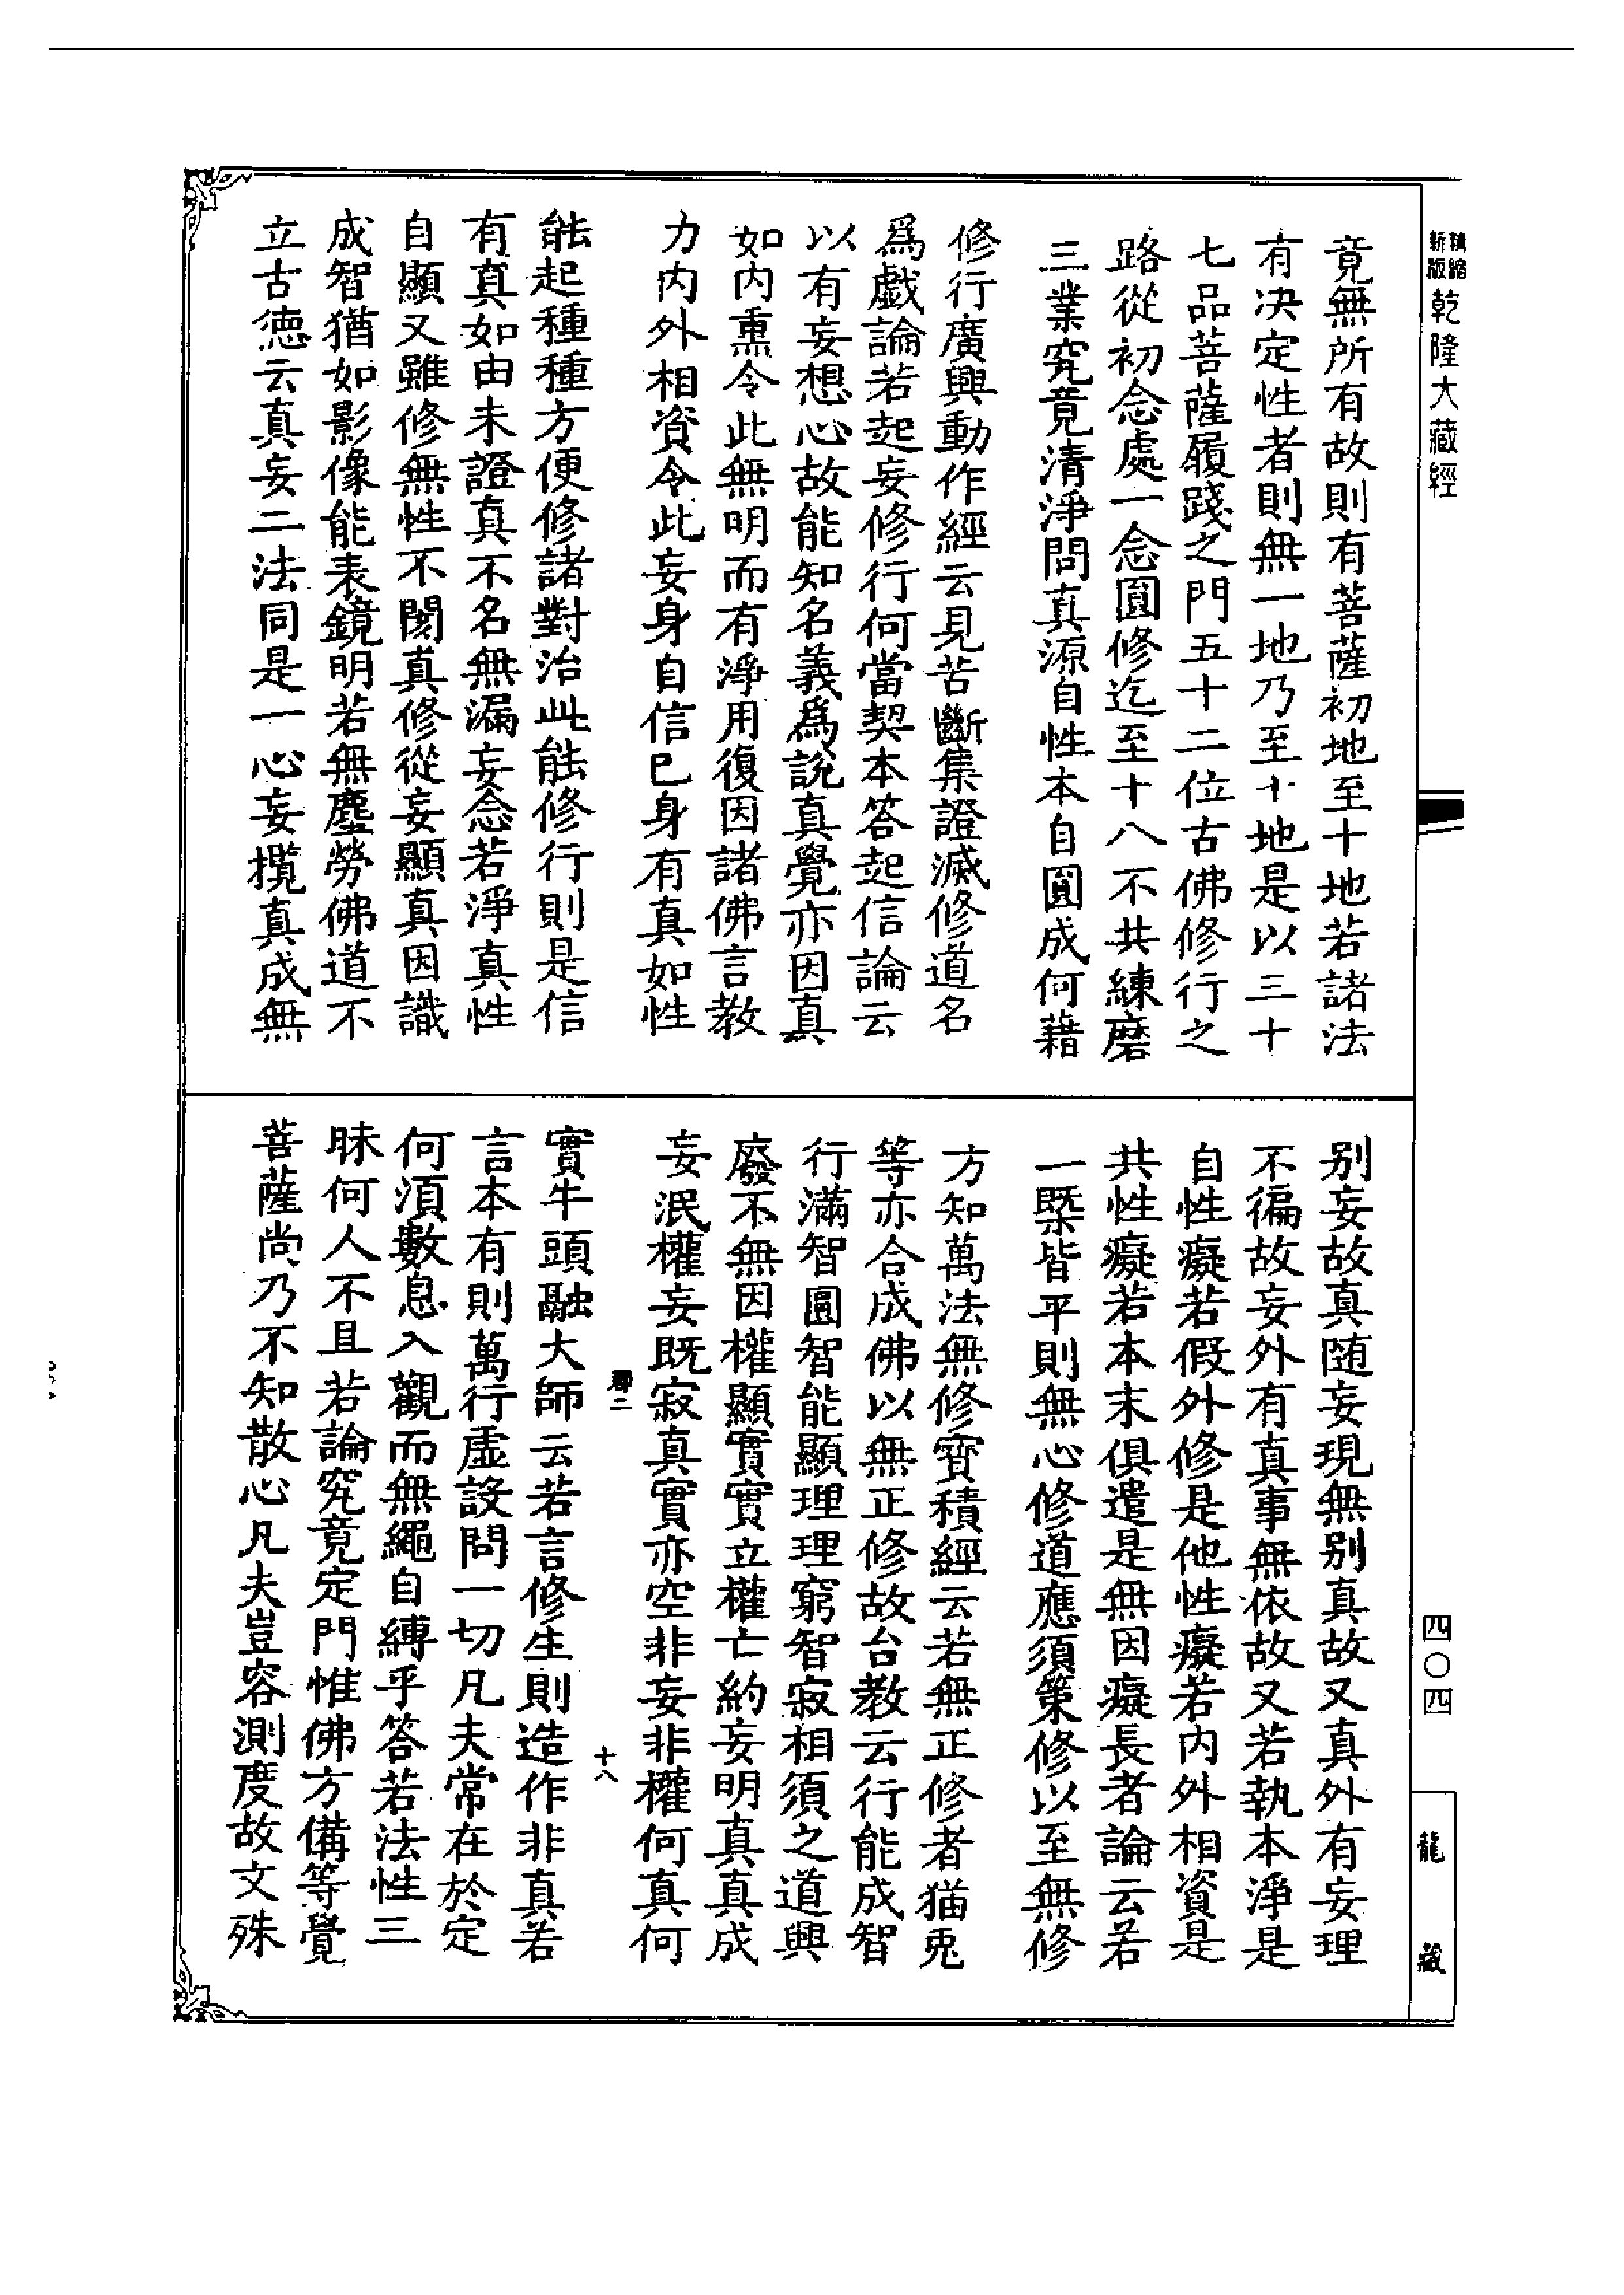 精縮
新版
乾隆大藏經
竟無所有故則有菩薩初地至十地若諸法
有決定性者則無一地乃至十地是以三十
七品菩薩履踐之門五十二位古佛修行之
路從初念處一念圓修迄至十八不共練磨
三業究竟清淨問真源自性本自圓成何藉
修行廣興動作經云見苦斷集證滅修道名
爲戲論若起妄修行何當契本答起信論云
以有妄想心故能知名義爲說真覺亦因真
如內熏令此無明而有淨用復因諸佛言教
力內外相資令此妄身自信己身有真如性
能起種種方便修諸對治此能修行則是信
有真如由未證真不名無漏妄念若淨真性
自顯又雖修無性不閡真修從妄顯真因識
成智猶如影像能表鏡明若無塵勞佛道不
立古德云真妄二法同是一心妄攬真成無
別妄故真隨妄現無別真故又真外有妄理
不徧故妄外有真事無依故又若執本淨是
自性癡若假外修是他性癡若內外相資是
共性癡若本末俱遣是無因癡長者論云若
一槩皆平則無心修道應須策修以至無修
方知萬法無修寶積經云若無正修者猫兎
等亦合成佛以無正修故台教云行能成智
行滿智圓智能顯理理窮智寂相須之道興
廢不無因權顯實實立權亡約妄明真真成
妄泯權妄既寂真實亦空非妄非權何真何
釋二
十八
實牛頭融大師云若言修生則造作非真若
言本有則萬行虛設問一切凡夫常在於定
何須數息入觀而無繩自縛乎答若法性三
昧何人不具若論究竟定門惟佛方備等覺
菩薩尚乃不知散心凡夫豈容測度故文殊
四〇四
龍藏